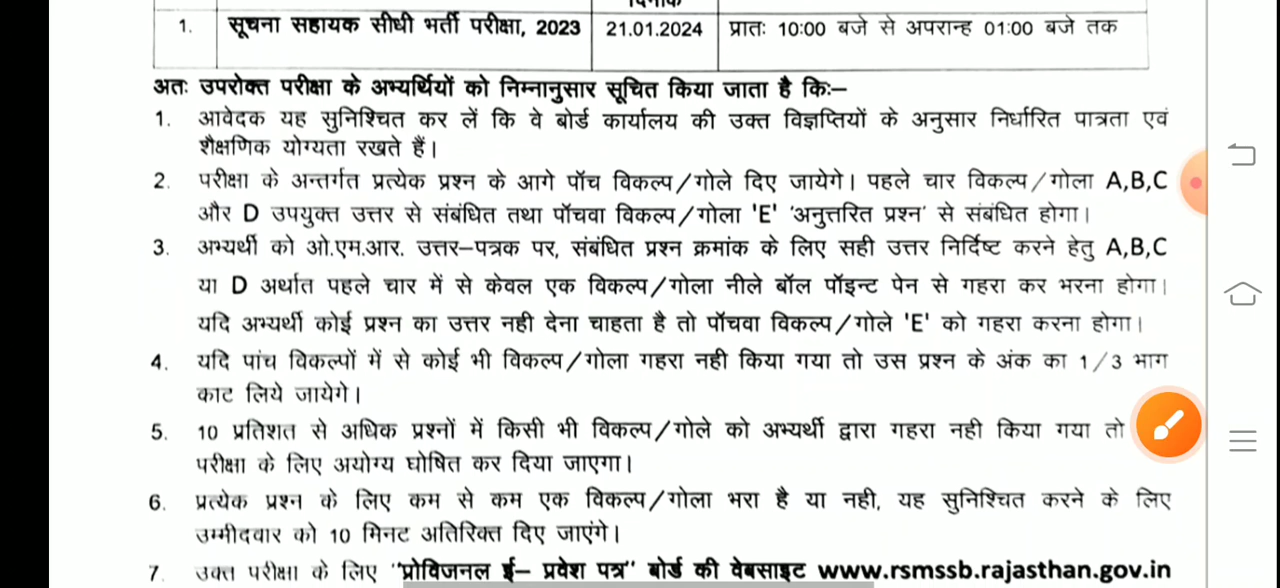 दिनांक
1. सूचना सहायक सीधी भर्ती परीक्षा, 2023 21.01.2024 प्रातः 10:00 बजे से अपरान्ह 01:00 बजे तक
अतः उपरोक्त परीक्षा के अभ्यर्थियों को निम्नानुसार सूचित किया जाता है किः–
1. आवेदक यह सुनिश्चित कर लें कि वे बोर्ड कार्यालय की उक्त विज्ञप्तियों के अनुसार निर्धारित पात्रता एवं
शैक्षणिक योग्यता रखते हैं।
2. परीक्षा के अन्तर्गत प्रत्येक प्रश्न के आगे पॉच विकल्प/गोले दिए जायेगे। पहले चार विकल्प/गोला A,B,C
और D उपयुक्त उत्तर से संबंधित तथा पॉचवा विकल्प/गोला 'E' 'अनुत्तरित प्रश्न' से संबंधित होगा।
3. अभ्यर्थी को ओ.एम.आर. उत्तर–पत्रक पर, संबंधित प्रश्न क्रमांक के लिए सही उत्तर निर्दिष्ट करने हेतु A,B,C
या D अर्थात पहले चार में से केवल एक विकल्प/गोला नीले बॉल पॉइन्ट पेन से गहरा कर भरना होगा।
यदि अभ्यर्थी कोई प्रश्न का उत्तर नही देना चाहता है तो पॉचवा विकल्प/गोले 'E' को गहरा करना होगा।
4. यदि पांच विकल्पों में से कोई भी विकल्प/गोला गहरा नही किया गया तो उस प्रश्न के अंक का 1/3 भाग
काट लिये जायेगे।
5. 10 प्रतिशत से अधिक प्रश्नों में किसी भी विकल्प/गोले को अभ्यर्थी द्वारा गहरा नही किया गया तो
परीक्षा के लिए अयोग्य घोषित कर दिया जाएगा।
6. प्रत्येक प्रश्न के लिए कम से कम एक विकल्प/गोला भरा है या नही, यह सुनिश्चित करने के लिए
उम्मीदवार को 10 मिनट अतिरिक्त दिए जाएंगे।
7. उक्त परीक्षा के लिए "प्रोविजनल ई– प्रवेश पत्र" बोर्ड की वेबसाइट www.rsmssb.rajasthan.gov.in